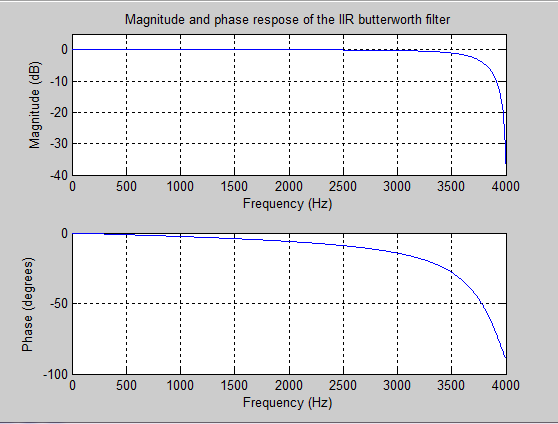 Magnitude and phase respose of the IIR butterworth filter
0
-10
-20
-30
-40
Magnitude (dB)
0 500 1000 1500 2000 2500 3000 3500 4000
Frequency (Hz)
0
-50
-100
Phase (degrees)
0 500 1000 1500 2000 2500 3000 3500 4000
Frequency (Hz)